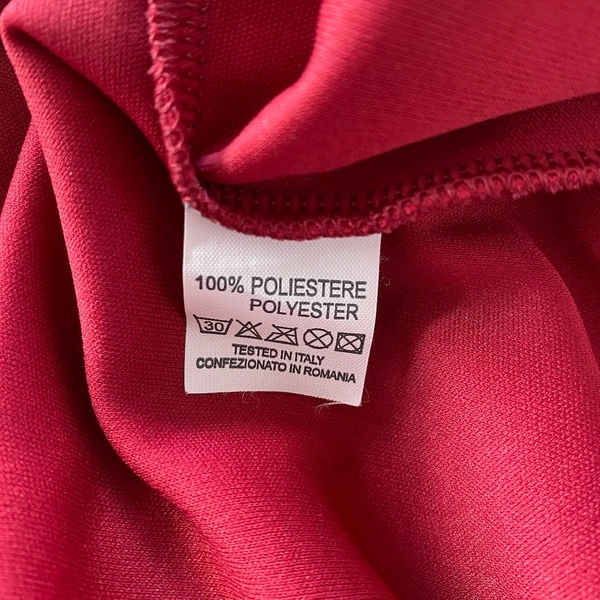 100% POLIESTERE
POLYESTER
30
TESTED IN ITALY
CONFEZIONATO IN ROMANIA